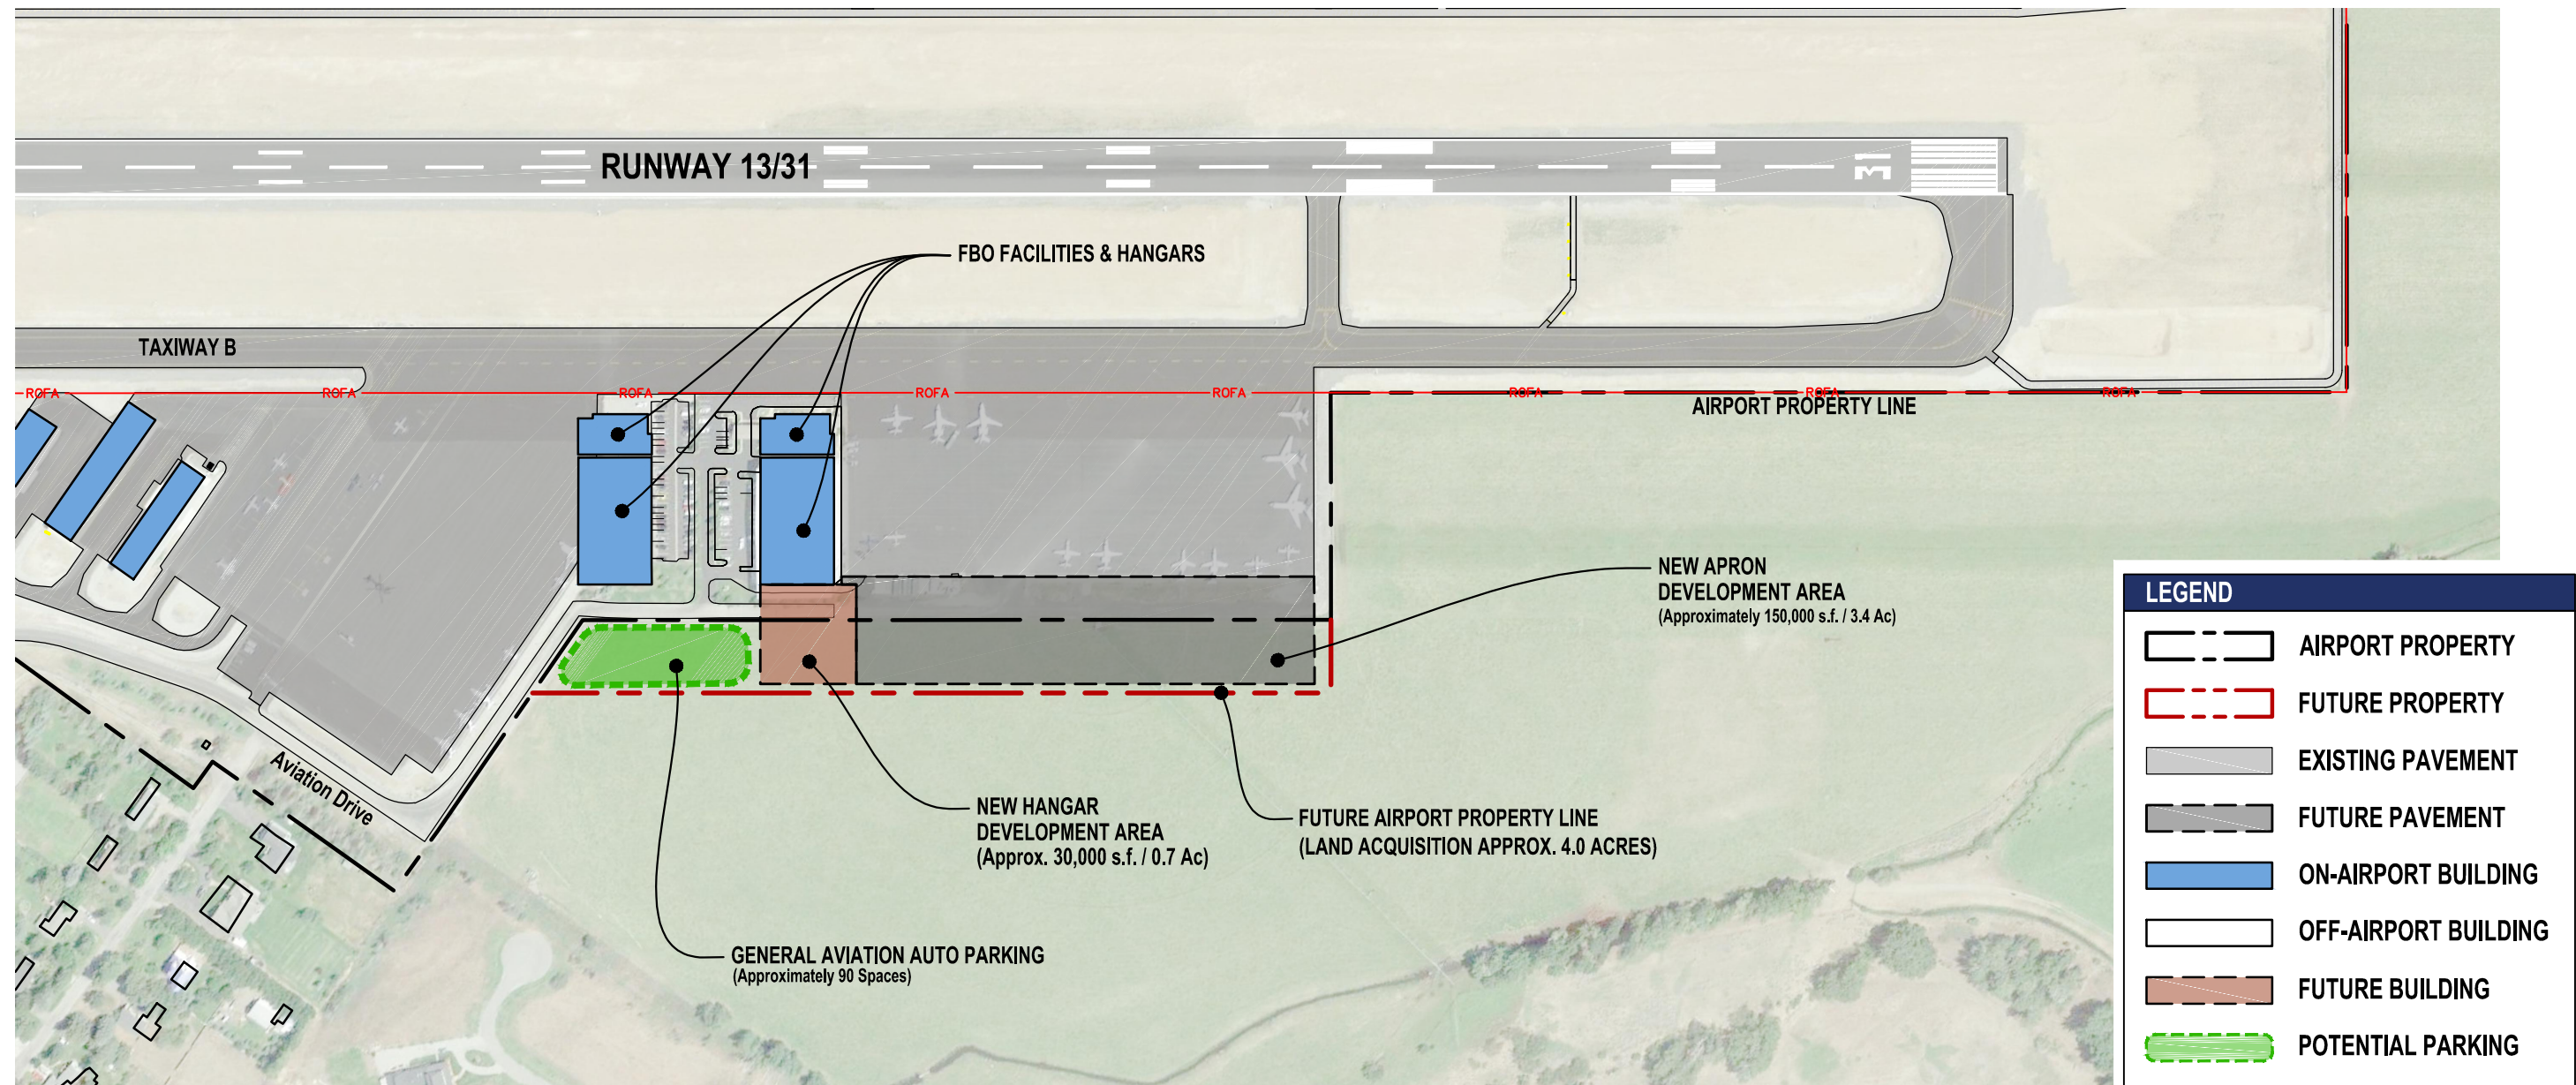 RUNWAY 13/31
31
FBO FACILITIES & HANGARS
TAXIWAY B
ROFA
ROFA
ROFA
ROFA
ROFA
ROFA
ROFA
ROFA
AIRPORT PROPERTY LINE
NEW APRON
DEVELOPMENT AREA
(Approximately 150,000 s.f. / 3.4 Ac)
Aviation Drive
NEW HANGAR
DEVELOPMENT AREA
(Approx. 30,000 s.f. / 0.7 Ac)
FUTURE AIRPORT PROPERTY LINE
(LAND ACQUISITION APPROX. 4.0 ACRES)
GENERAL AVIATION AUTO PARKING
(Approximately 90 Spaces)
LEGEND
AIRPORT PROPERTY
FUTURE PROPERTY
EXISTING PAVEMENT
FUTURE PAVEMENT
ON-AIRPORT BUILDING
OFF-AIRPORT BUILDING
FUTURE BUILDING
POTENTIAL PARKING